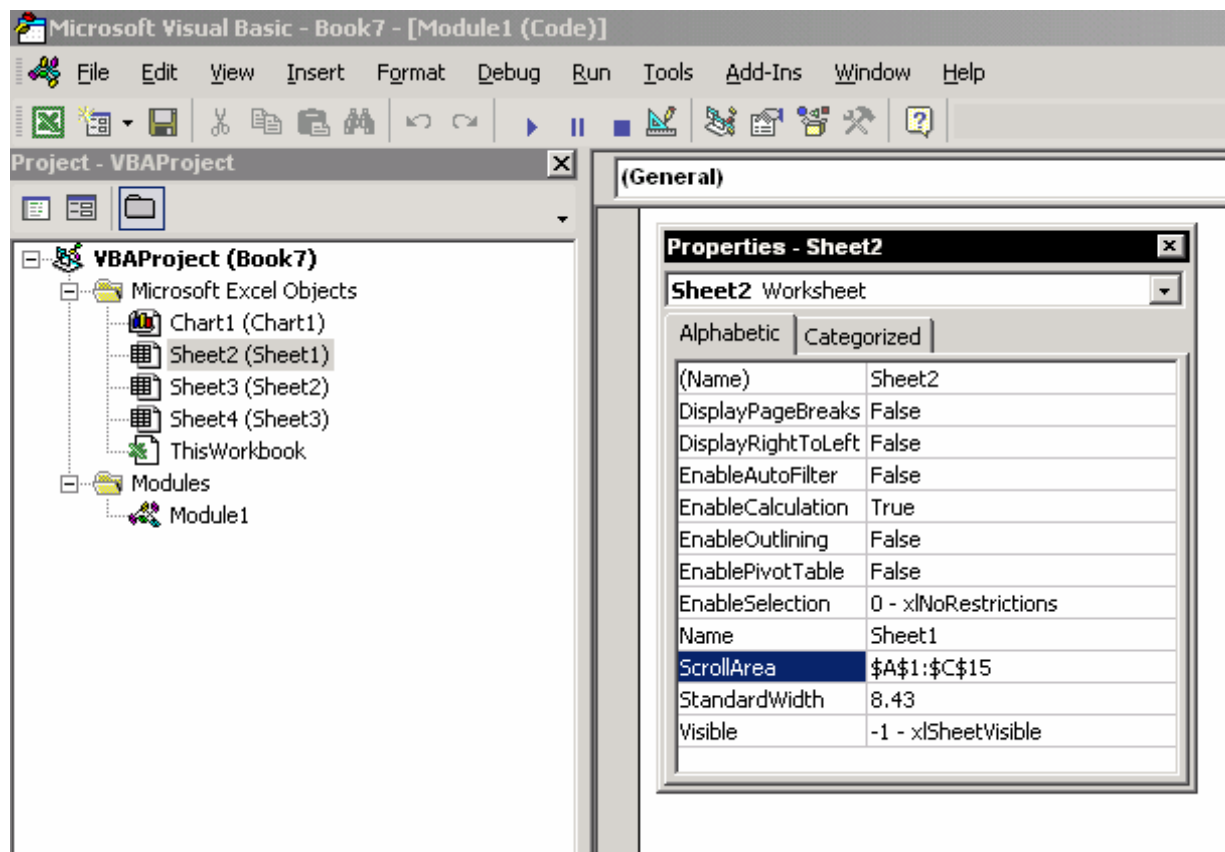 Microsoft Visual Basic - Book7 - [Module1 (Code)]
File Edit View Insert Format Debug Run Tools Add-Ins Window Help
Project - VBAProject
(General)
VBAProject (Book7)
Microsoft Excel Objects
Chart1 (Chart1)
Sheet2 (Sheet1)
Sheet3 (Sheet2)
Sheet4 (Sheet3)
ThisWorkbook
Modules
Module1
Properties - Sheet2
Sheet2 Worksheet
Alphabetic Categorized
(Name) Sheet2
DisplayPageBreaks False
DisplayRightToLeft False
EnableAutoFilter False
EnableCalculation True
EnableOutlining False
EnablePivotTable False
EnableSelection 0 - xlNoRestrictions
Name Sheet1
ScrollArea $A$1:$C$15
StandardWidth 8.43
Visible -1 - xlSheetVisible